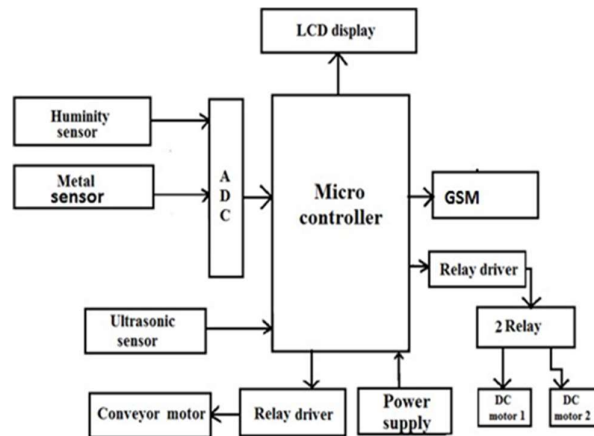 LCD display
Huminity
sensor
Metal
sensor
A
D
C
Micro
controller
GSM
Relay driver
2 Relay
DC
motor 1
DC
motor 2
Ultrasonic
sensor
Conveyor motor
Relay driver
Power
supply